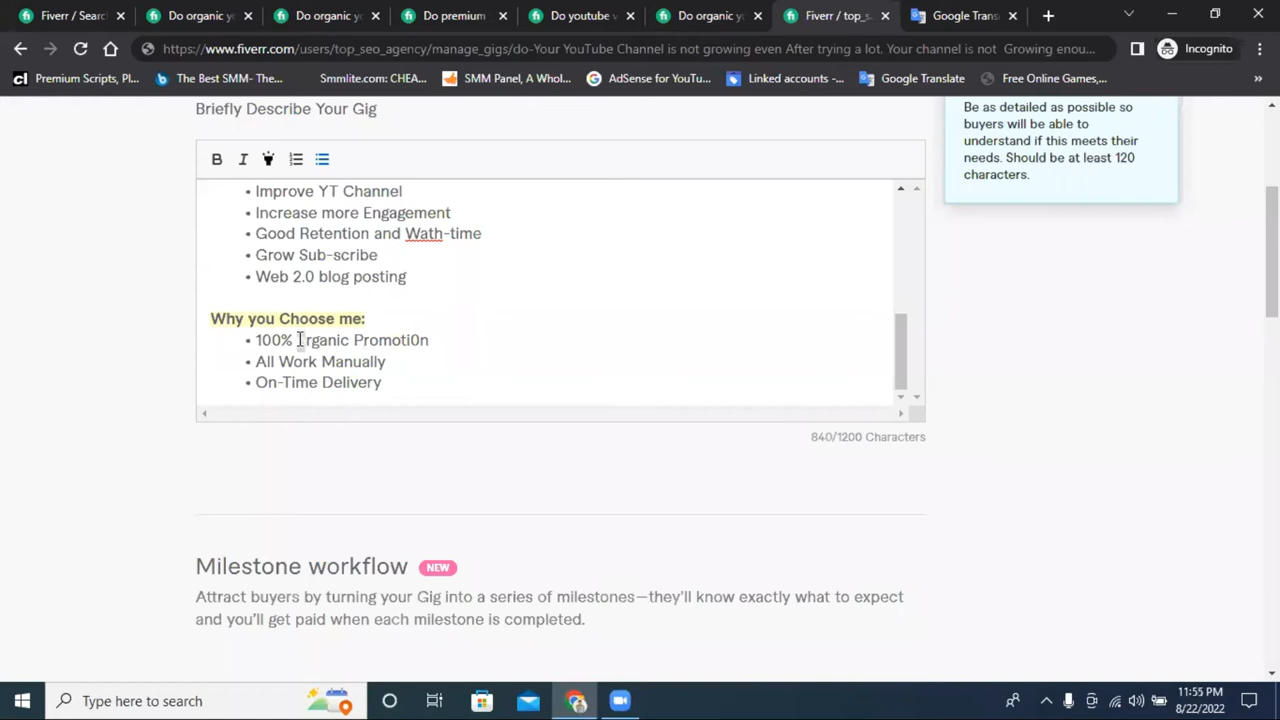 Fiverr / Searc
Do organic ye
Do organic yo
Do premium
Do youtube v
Do organic yo
Fiverr / top_s
Google Trans
https://www.fiverr.com/users/top_seo_agency/manage_gigs/do-Your YouTube Channel is not growing even After trying a lot. Your channel is not  Growing enou...
Incognito
Premium Scripts, Pl...
The Best SMM- The...
Smmlite.com: CHEA...
SMM Panel, A Whol...
AdSense for YouTu...
Linked accounts -...
Google Translate
Free Online Games,...
»
Briefly Describe Your Gig
Be as detailed as possible so
buyers will be able to
understand if this meets their
needs. Should be at least 120
characters.
B I
• Improve YT Channel
• Increase more Engagement
• Good Retention and Wath-time
• Grow Sub-scribe
• Web 2.0 blog posting
Why you Choose me:
• 100% Organic Promoti0n
• All Work Manually
• On-Time Delivery
840/1200 Characters
Milestone workflow NEW
Attract buyers by turning your Gig into a series of milestones—they'll know exactly what to expect
and you'll get paid when each milestone is completed.
Type here to search
11:55 PM
8/22/2022